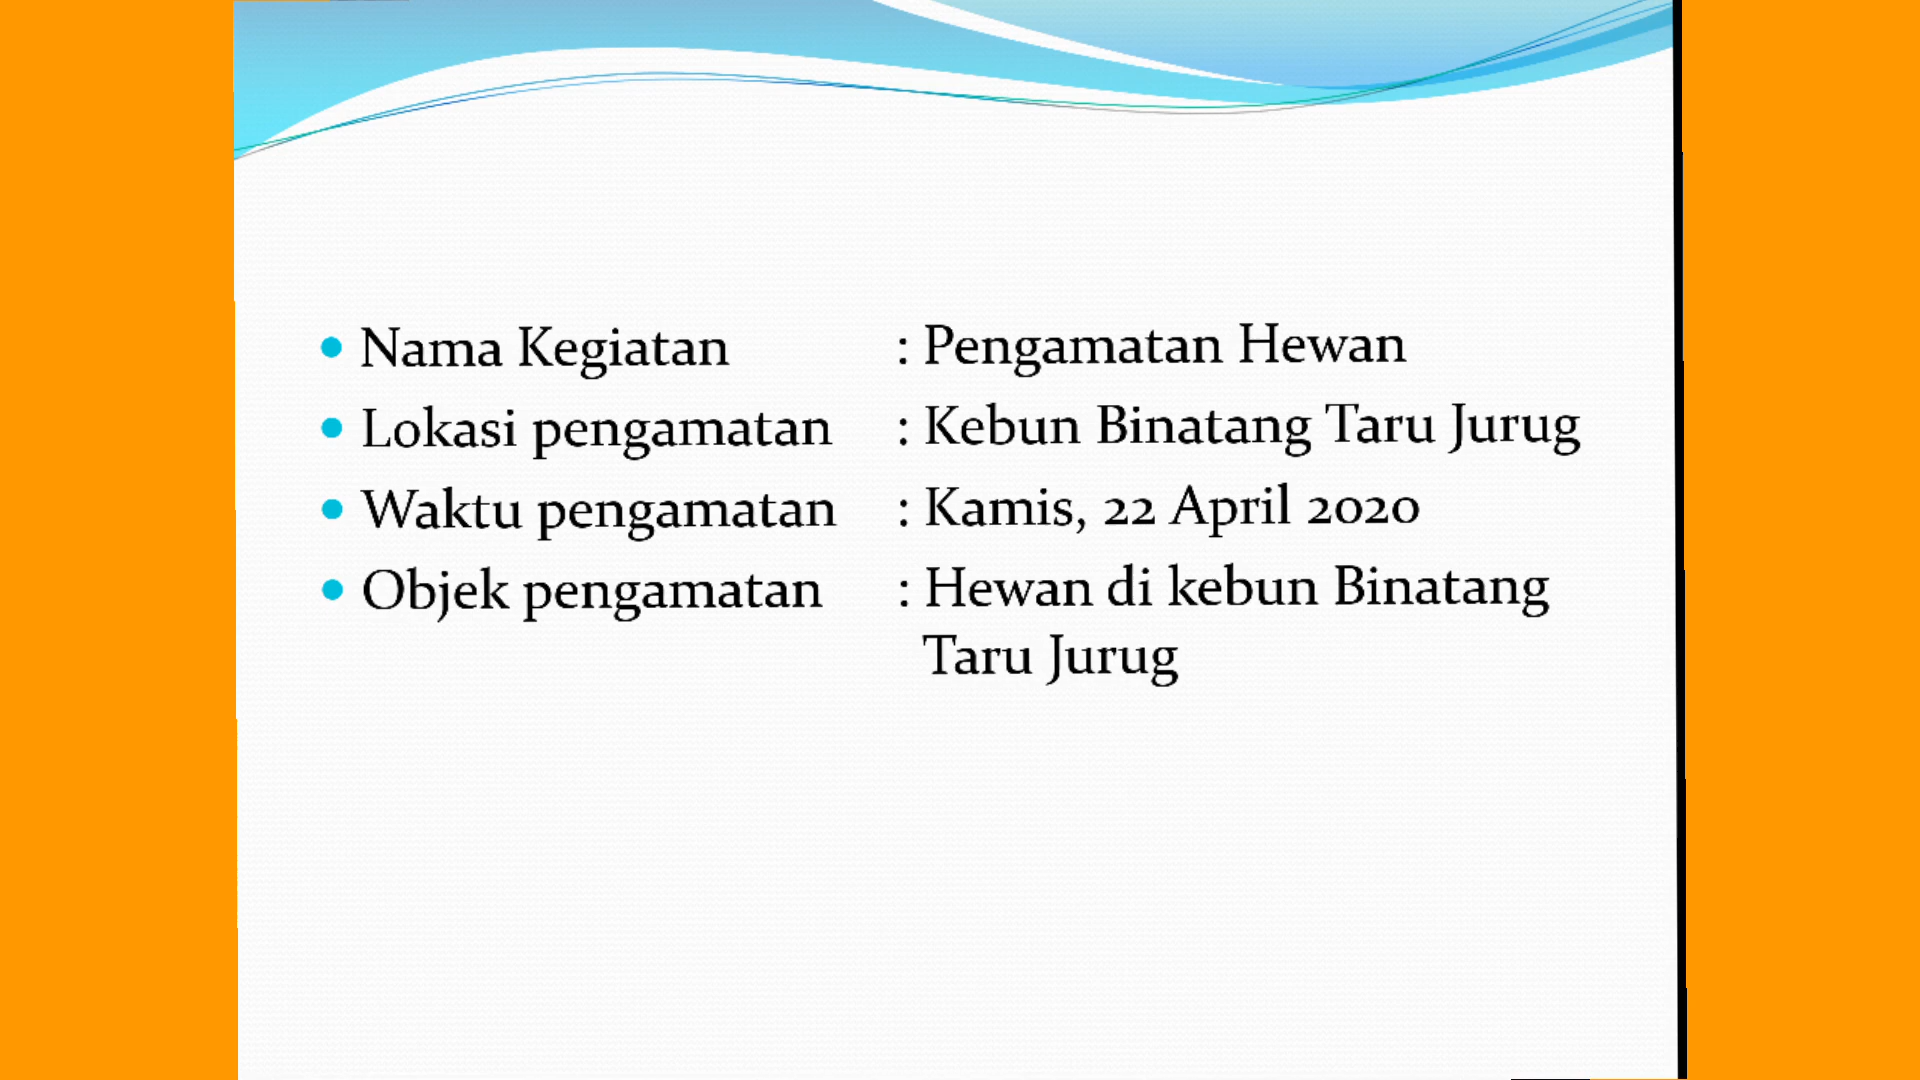 Nama Kegiatan : Pengamatan Hewan
Lokasi pengamatan : Kebun Binatang Taru Jurug
Waktu pengamatan : Kamis, 22 April 2020
Objek pengamatan : Hewan di kebun Binatang
Taru Jurug